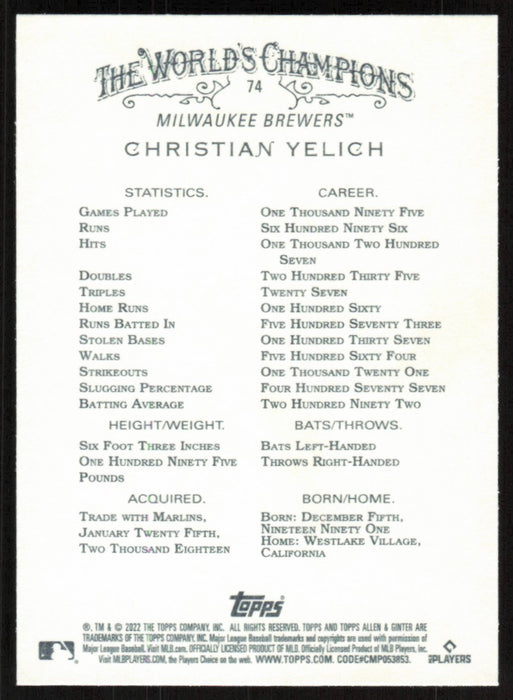 THE WORLD'S CHAMPIONS
74
MILWAUKEE BREWERS™
CHRISTIAN YELICH
STATISTICS. CAREER.
GAMES PLAYED ONE THOUSAND NINETY FIVE
RUNS SIX HUNDRED NINETY SIX
HITS ONE THOUSAND TWO HUNDRED
SEVEN
DOUBLES TWO HUNDRED THIRTY FIVE
TRIPLES TWENTY SEVEN
HOME RUNS ONE HUNDRED SIXTY
RUNS BATTED IN FIVE HUNDRED SEVENTY THREE
STOLEN BASES ONE HUNDRED THIRTY SEVEN
WALKS FIVE HUNDRED SIXTY FOUR
STRIKEOUTS ONE THOUSAND TWENTY ONE
SLUGGING PERCENTAGE FOUR HUNDRED SEVENTY SEVEN
BATTING AVERAGE TWO HUNDRED NINETY TWO
HEIGHT/WEIGHT. BATS/THROWS.
SIX FOOT THREE INCHES BATS LEFT-HANDED
ONE HUNDRED NINETY FIVE THROWS RIGHT-HANDED
POUNDS
ACQUIRED. BORN/HOME.
TRADE WITH MARLINS, BORN: DECEMBER FIFTH,
JANUARY TWENTY FIFTH, NINETEEN NINETY ONE
TWO THOUSAND EIGHTEEN HOME: WESTLAKE VILLAGE,
CALIFORNIA
Topps
®, TM & © 2022 THE TOPPS COMPANY, INC. ALL RIGHTS RESERVED. TOPPS AND TOPPS ALLEN & GINTER ARE
TRADEMARKS OF THE TOPPS COMPANY, INC. Major League Baseball trademarks and copyrights are used with permission of
Major League Baseball. Visit MLB.com. OFFICIALLY LICENSED PRODUCT OF MLB. Officially Licensed Product of MLB Players, Inc.
Visit MLBPLAYERS.COM, the Players Choice on the web. WWW.TOPPS.COM. CODE#CMP053853.
PLAYERS